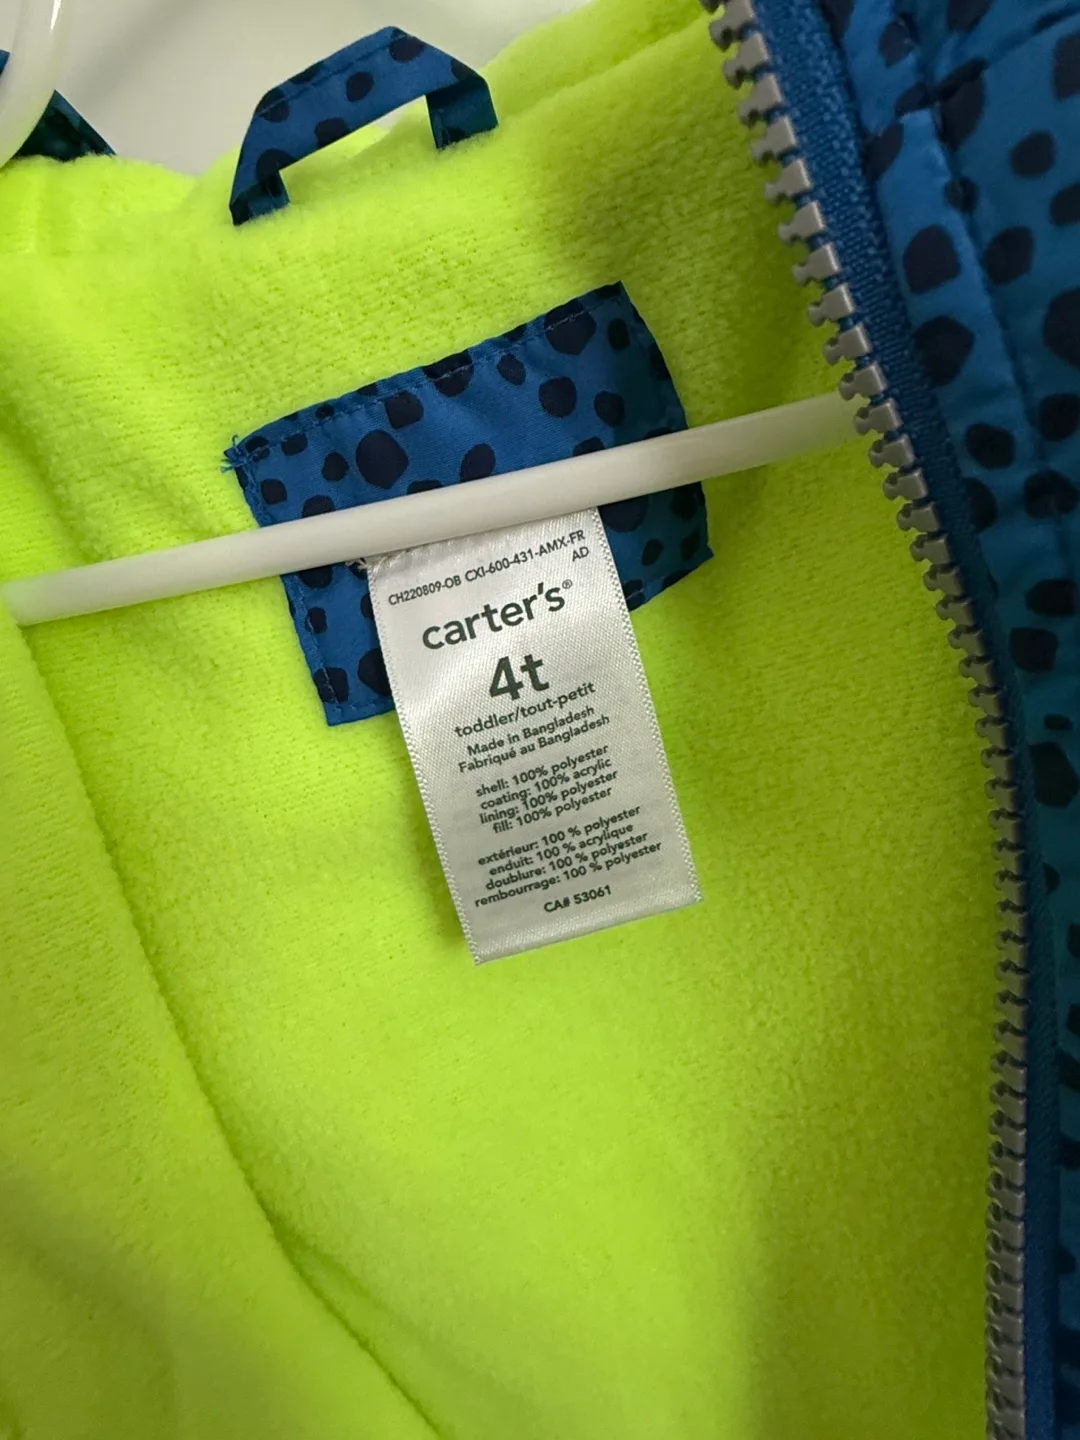 CH220809-OB CXI-600-431-AMX-FR
AD
carter's®
4t
toddler/tout-petit
Made in Bangladesh
Fabriqué au Bangladesh
shell: 100% polyester
coating: 100% acrylic
lining: 100% polyester
fill: 100% polyester
extérieur: 100 % polyester
enduit: 100 % acrylique
doublure: 100 % polyester
rembourrage: 100 % polyester
CA# 53061